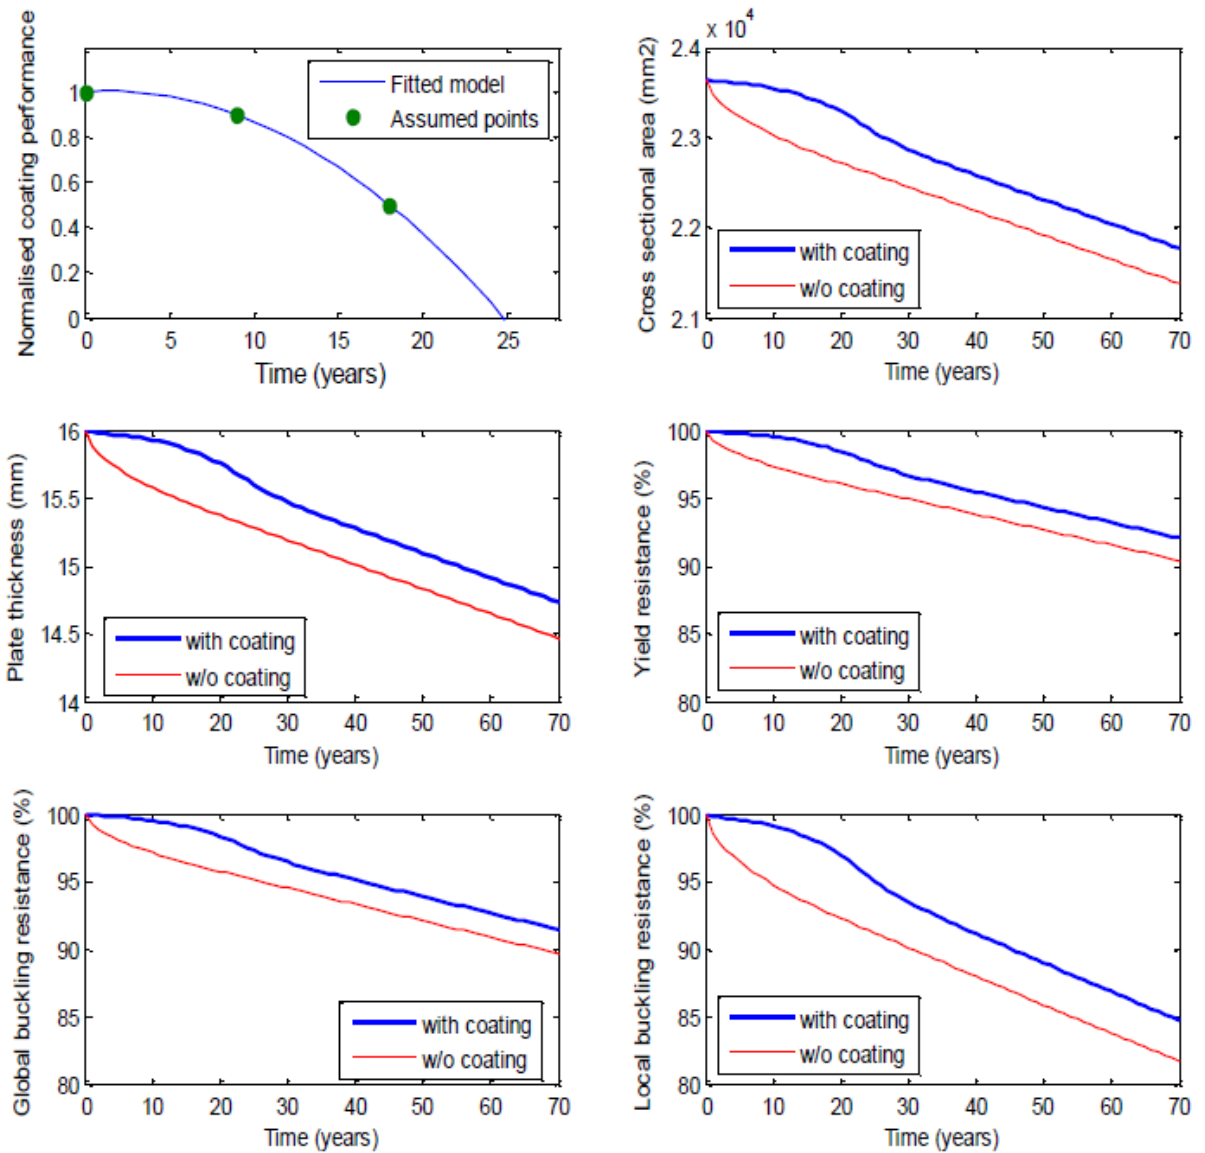 Normalised coating performance
1
0.8
0.6
0.4
0.2
0
0 5 10 15 20 25
Time (years)
Fitted model
Assumed points
x 10^4
Cross sectional area (mm2)
2.4
2.3
2.2
2.1
0 10 20 30 40 50 60 70
Time (years)
with coating
w/o coating
Plate thickness (mm)
16
15.5
15
14.5
14
0 10 20 30 40 50 60 70
Time (years)
with coating
w/o coating
Yield resistance (%)
100
95
90
85
80
0 10 20 30 40 50 60 70
Time (years)
with coating
w/o coating
Global buckling resistance (%)
100
95
90
85
80
0 10 20 30 40 50 60 70
Time (years)
with coating
w/o coating
Local buckling resistance (%)
100
95
90
85
80
0 10 20 30 40 50 60 70
Time (years)
with coating
w/o coating